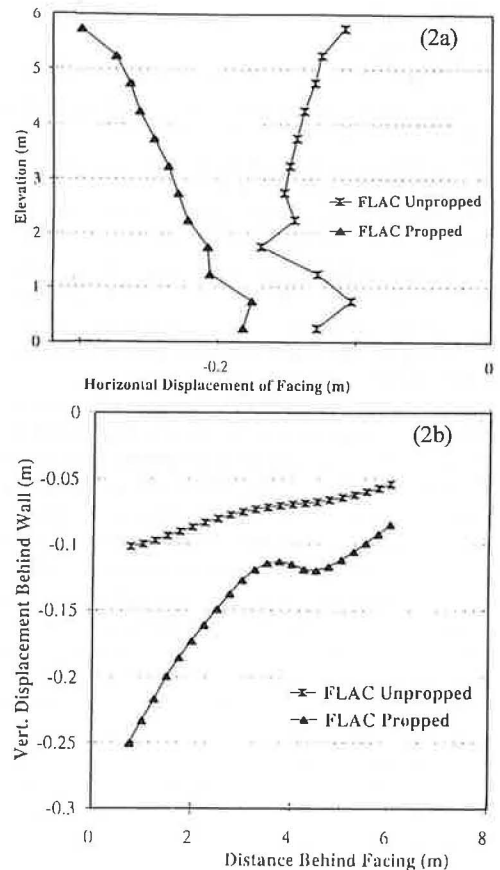 6
(2a)
5
4
Elevation (m)
3
FLAC Unpropped
2
FLAC Propped
1
0
-0.2
0
Horizontal Displacement of Facing (m)
0
(2b)
-0.05
-0.1
Vert. Displacement Behind Wall (m)
-0.15
-0.2
FLAC Unpropped
FLAC Propped
-0.25
-0.3
0
2
4
6
8
Distance Behind Facing (m)